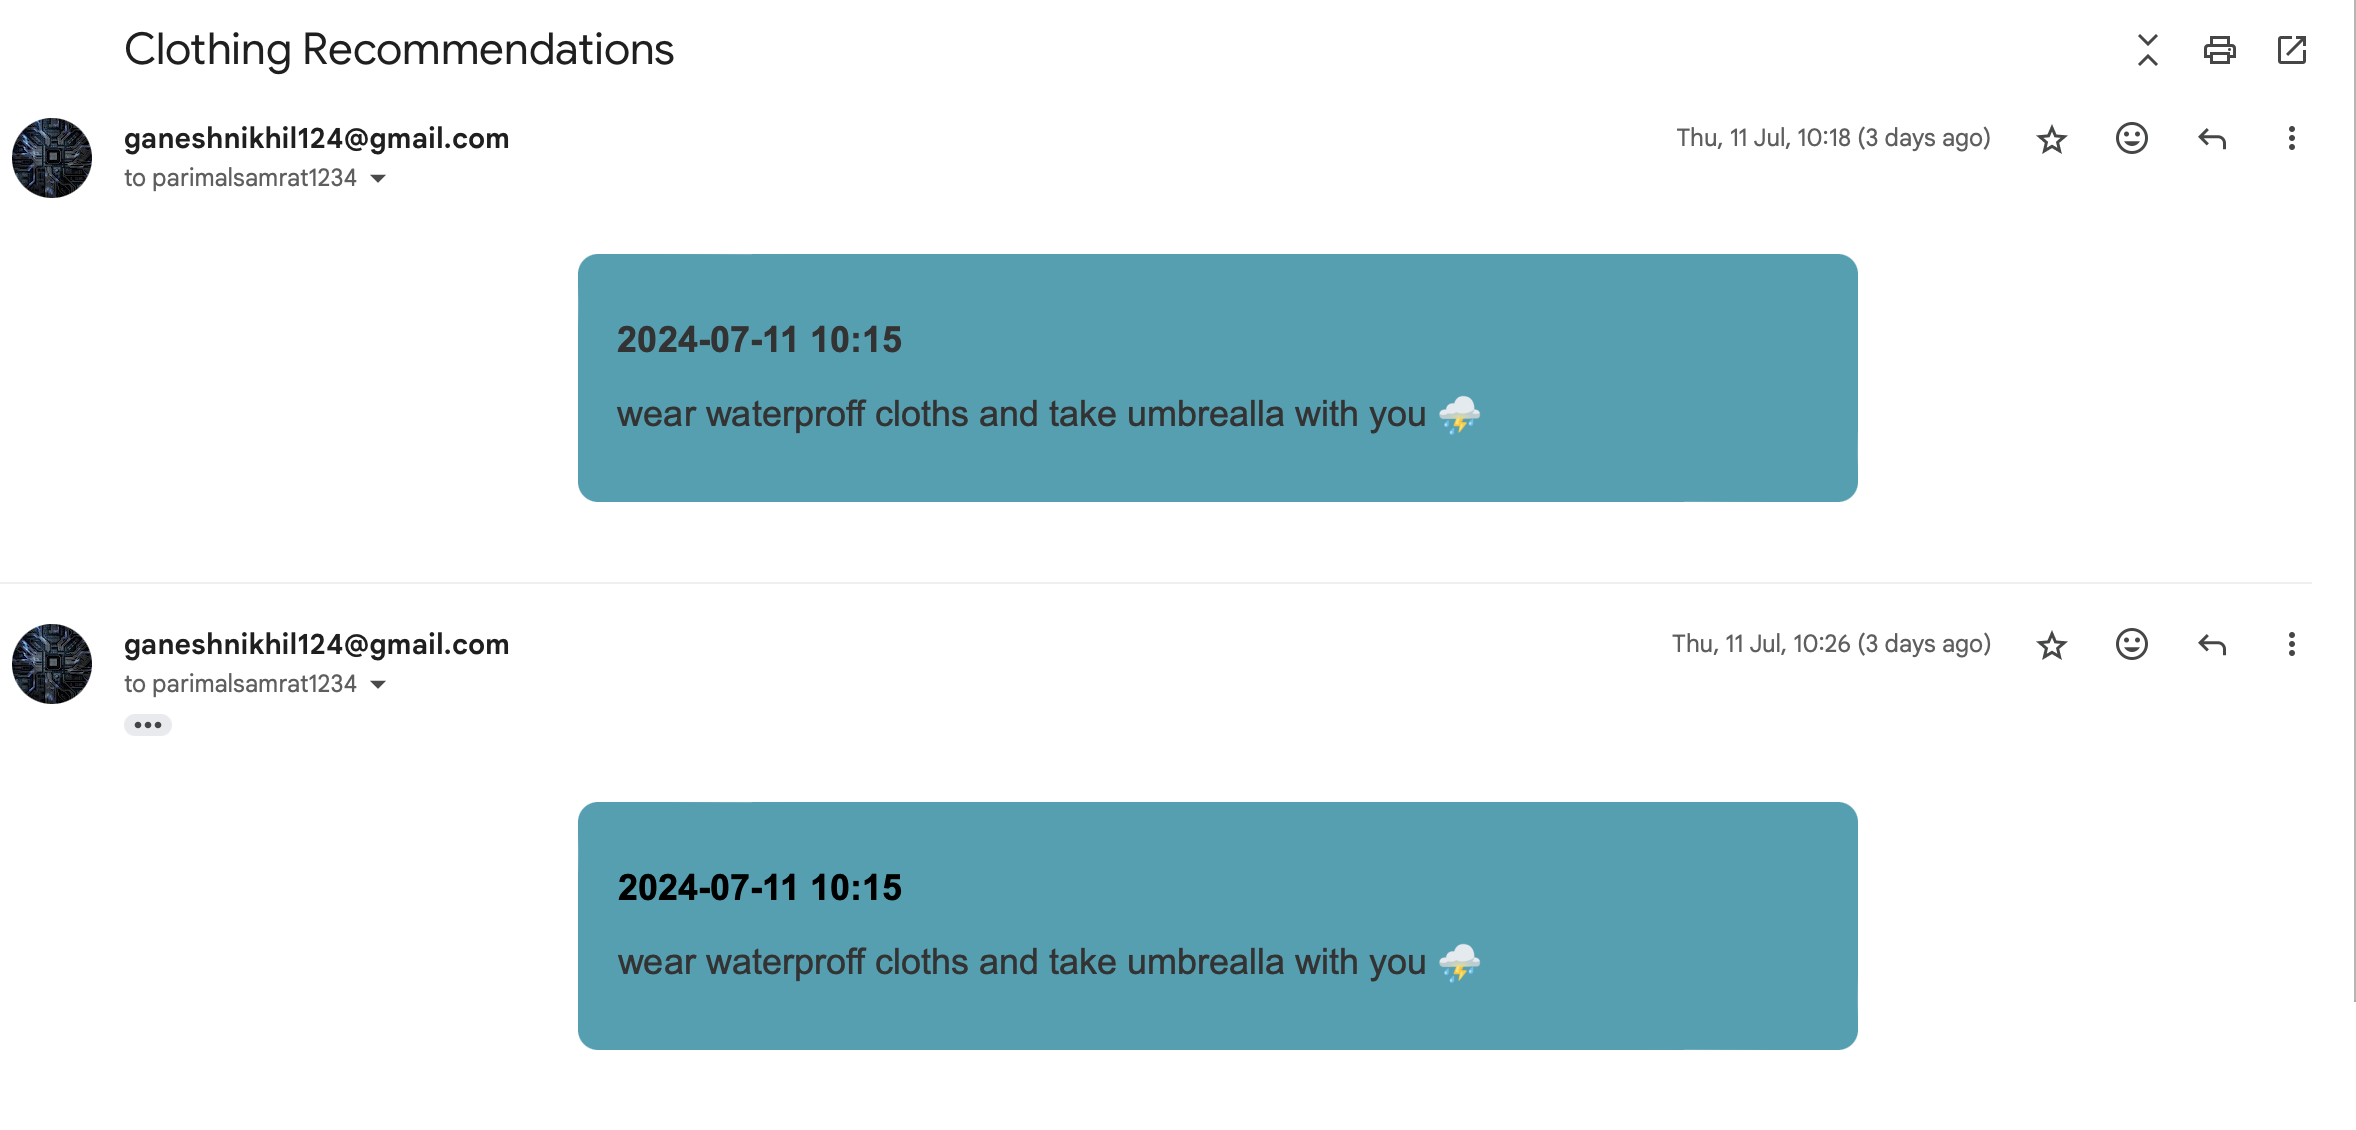 Clothing Recommendations
ganeshnikhil124@gmail.com
Thu, 11 Jul, 10:18 (3 days ago)
to parimalsamrat1234
2024-07-11 10:15
wear waterproff cloths and take umbrealla with you ⛈️
ganeshnikhil124@gmail.com
Thu, 11 Jul, 10:26 (3 days ago)
to parimalsamrat1234
2024-07-11 10:15
wear waterproff cloths and take umbrealla with you ⛈️